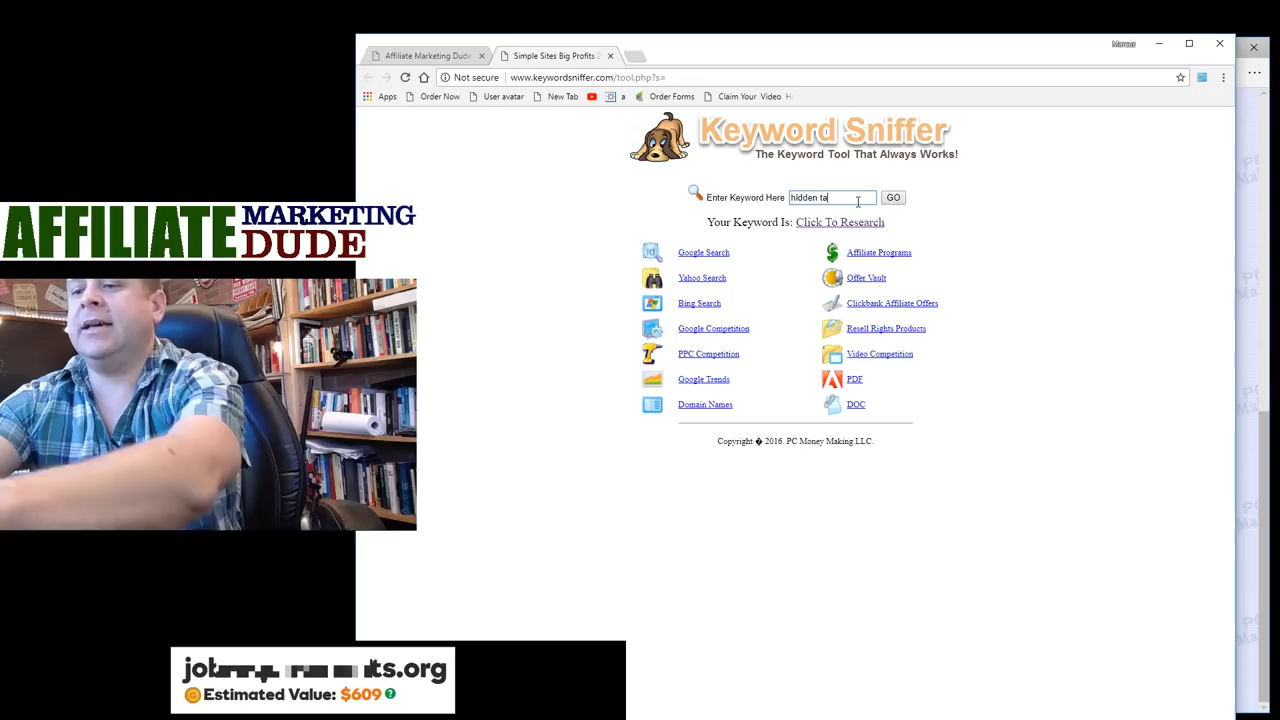 Marcus
Affiliate Marketing Dude
Simple Sites Big Profits 2
Not secure
www.keywordsniffer.com/tool.php?s=
Apps
Order Now
User avatar
New Tab
a
Order Forms
Claim Your Video
Keyword Sniffer
The Keyword Tool That Always Works!
Enter Keyword Here
hidden ta
GO
Your Keyword Is: Click To Research
Google Search
Affiliate Programs
Yahoo Search
Offer Vault
Bing Search
Clickbank Affiliate Offers
Google Competition
Resell Rights Products
PPC Competition
Video Competition
Google Trends
PDF
Domain Names
DOC
Copyright � 2016. PC Money Making LLC.
AFFILIATE
MARKETING
DUDE
ts.org
Estimated Value: $609 ?